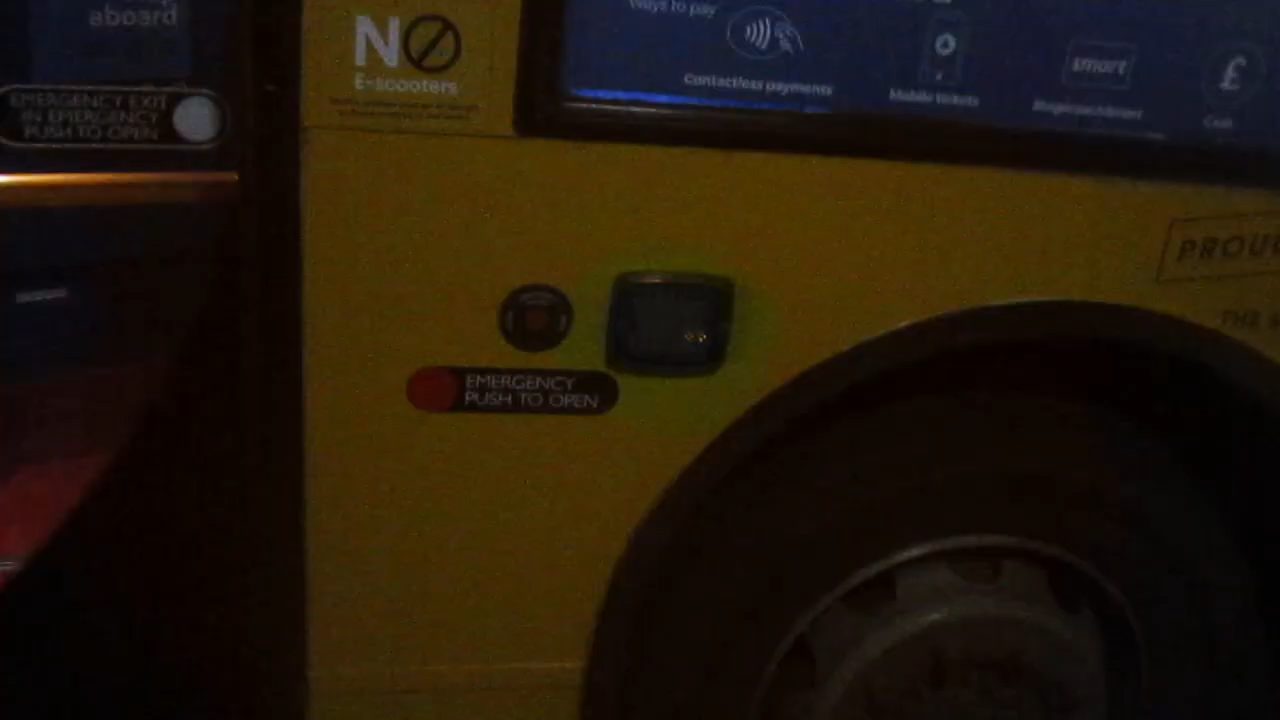 aboard
EMERGENCY EXIT
IN EMERGENCY
PUSH TO OPEN
NO
E-scooters
Ways to pay
Contactless payments
Mobile tickets
smart
£
Cash
PROU
THE
EMERGENCY
PUSH TO OPEN